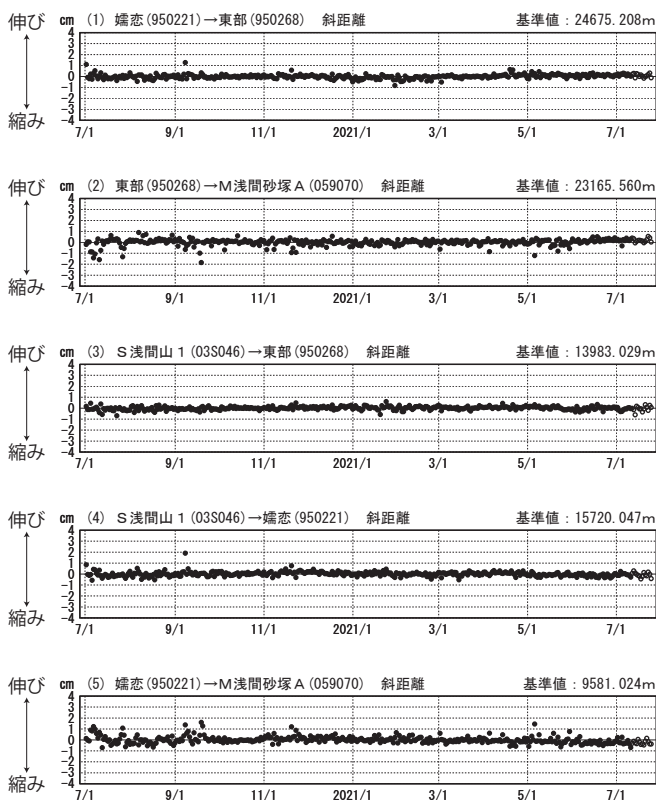 伸び cm (1) 嬬恋(950221)→東部(950268) 斜距離 基準値:24675.208m
4
3
2
1
0
-1
-2
-3
縮み -4
7/1 9/1 11/1 2021/1 3/1 5/1 7/1
伸び cm (2) 東部(950268)→M浅間砂塚A(059070) 斜距離 基準値:23165.560m
4
3
2
1
0
-1
-2
-3
縮み -4
7/1 9/1 11/1 2021/1 3/1 5/1 7/1
伸び cm (3) S浅間山1(03S046)→東部(950268) 斜距離 基準値:13983.029m
4
3
2
1
0
-1
-2
-3
縮み -4
7/1 9/1 11/1 2021/1 3/1 5/1 7/1
伸び cm (4) S浅間山1(03S046)→嬬恋(950221) 斜距離 基準値:15720.047m
4
3
2
1
0
-1
-2
-3
縮み -4
7/1 9/1 11/1 2021/1 3/1 5/1 7/1
伸び cm (5) 嬬恋(950221)→M浅間砂塚A(059070) 斜距離 基準値:9581.024m
4
3
2
1
0
-1
-2
-3
縮み -4
7/1 9/1 11/1 2021/1 3/1 5/1 7/1